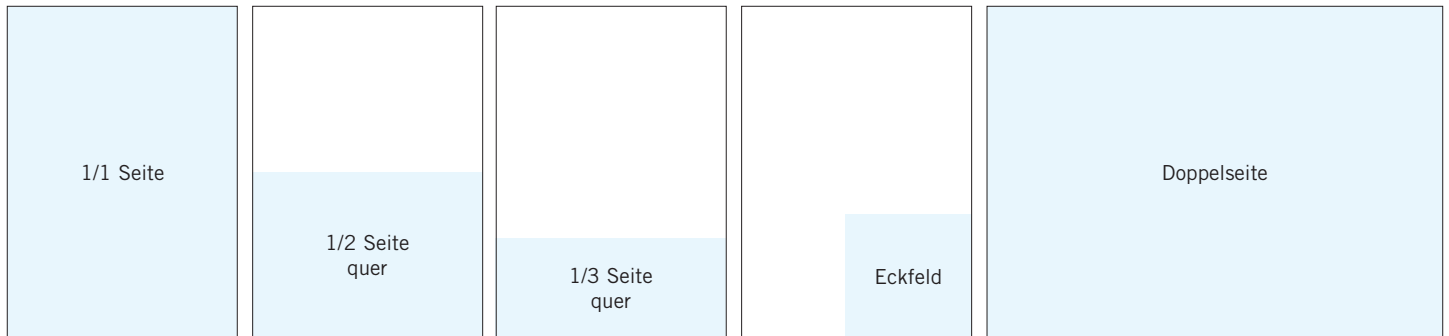 1/1 Seite
1/2 Seite
quer
1/3 Seite
quer
Eckfeld
Doppelseite